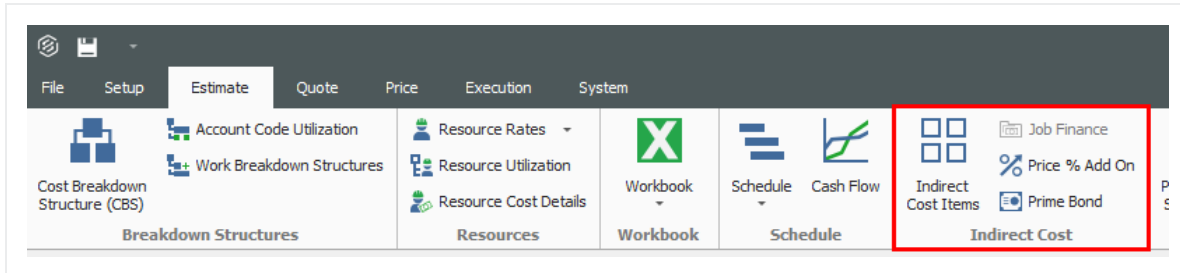 File Setup Estimate Quote Price Execution System
Account Code Utilization
Work Breakdown Structures
Cost Breakdown
Structure (CBS)
Breakdown Structures
Resource Rates
Resource Utilization
Resource Cost Details
Resources
Workbook
Workbook
Schedule Cash Flow
Schedule
Indirect
Cost Items
Job Finance
Price % Add On
Prime Bond
Indirect Cost